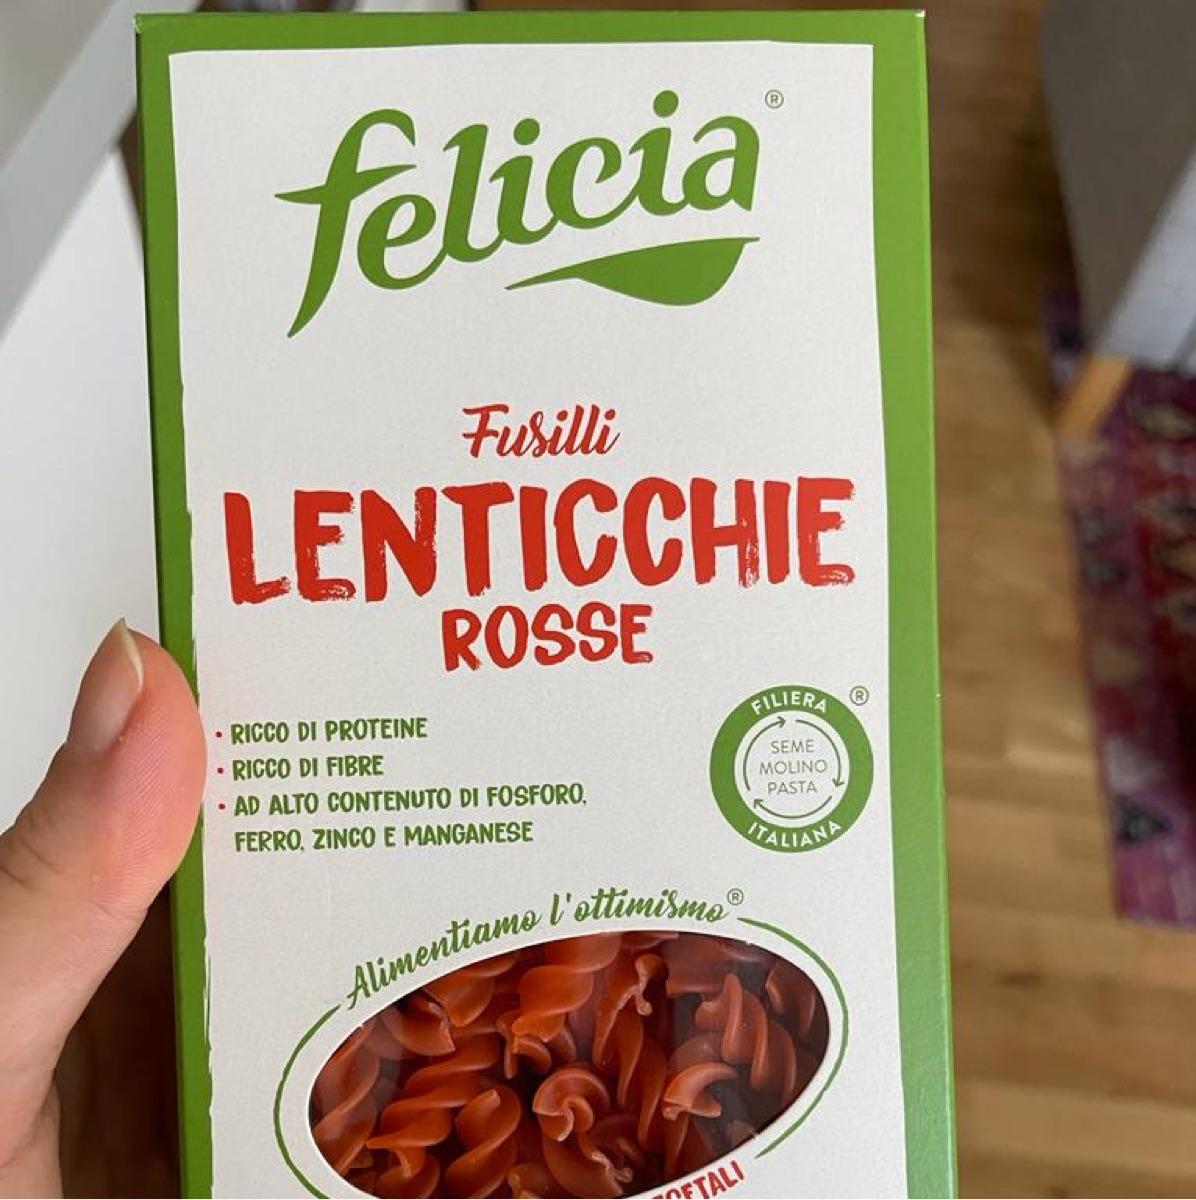 felicia®
Fusilli
LENTICCHIE
ROSSE
• RICCO DI PROTEINE
• RICCO DI FIBRE
• AD ALTO CONTENUTO DI FOSFORO,
FERRO, ZINCO E MANGANESE
FILIERA ®
SEME
MOLINO
PASTA
ITALIANA
Alimentiamo l'ottimismo®